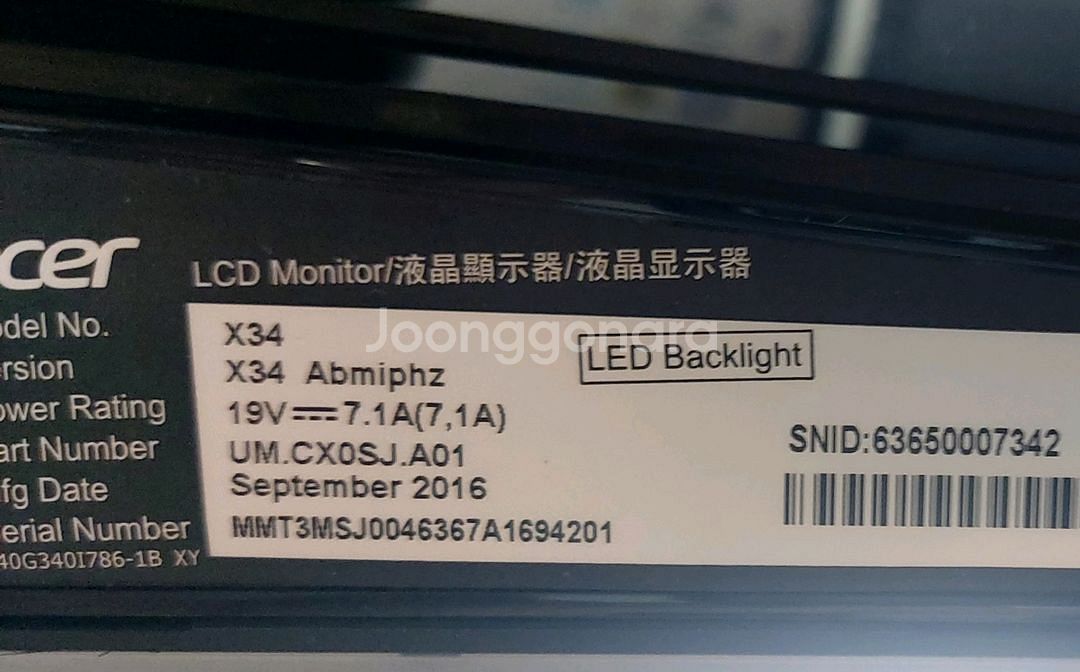 acer
LCD Monitor/液晶顯示器/液晶显示器
odel No. X34
Joonggonara
LED Backlight
rsion X34 Abmiphz
ower Rating 19V⎓7.1A(7,1A)
art Number UM.CX0SJ.A01
SNID:63650007342
fg Date September 2016
erial Number MMT3MSJ0046367A1694201
40G340I786-1B XY